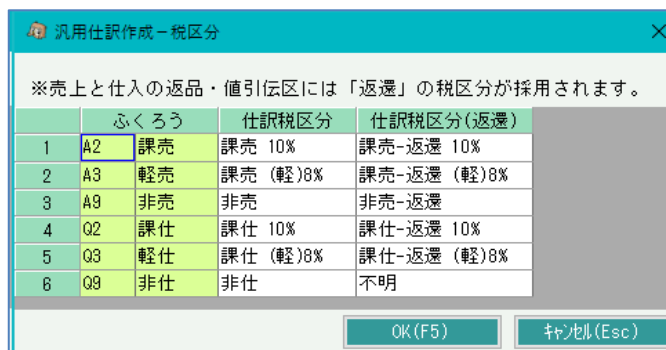 汎用仕訳作成－税区分
※売上と仕入の返品・値引伝区には「返還」の税区分が採用されます。
ふくろう 仕訳税区分 仕訳税区分(返還)
1 A2 課売 課売 10% 課売-返還 10%
2 A3 軽売 課売 (軽)8% 課売-返還 (軽)8%
3 A9 非売 非売 非売-返還
4 Q2 課仕 課仕 10% 課仕-返還 10%
5 Q3 軽仕 課仕 (軽)8% 課仕-返還 (軽)8%
6 Q9 非仕 非仕 不明
OK(F5) ｷｬﾝｾﾙ(Esc)